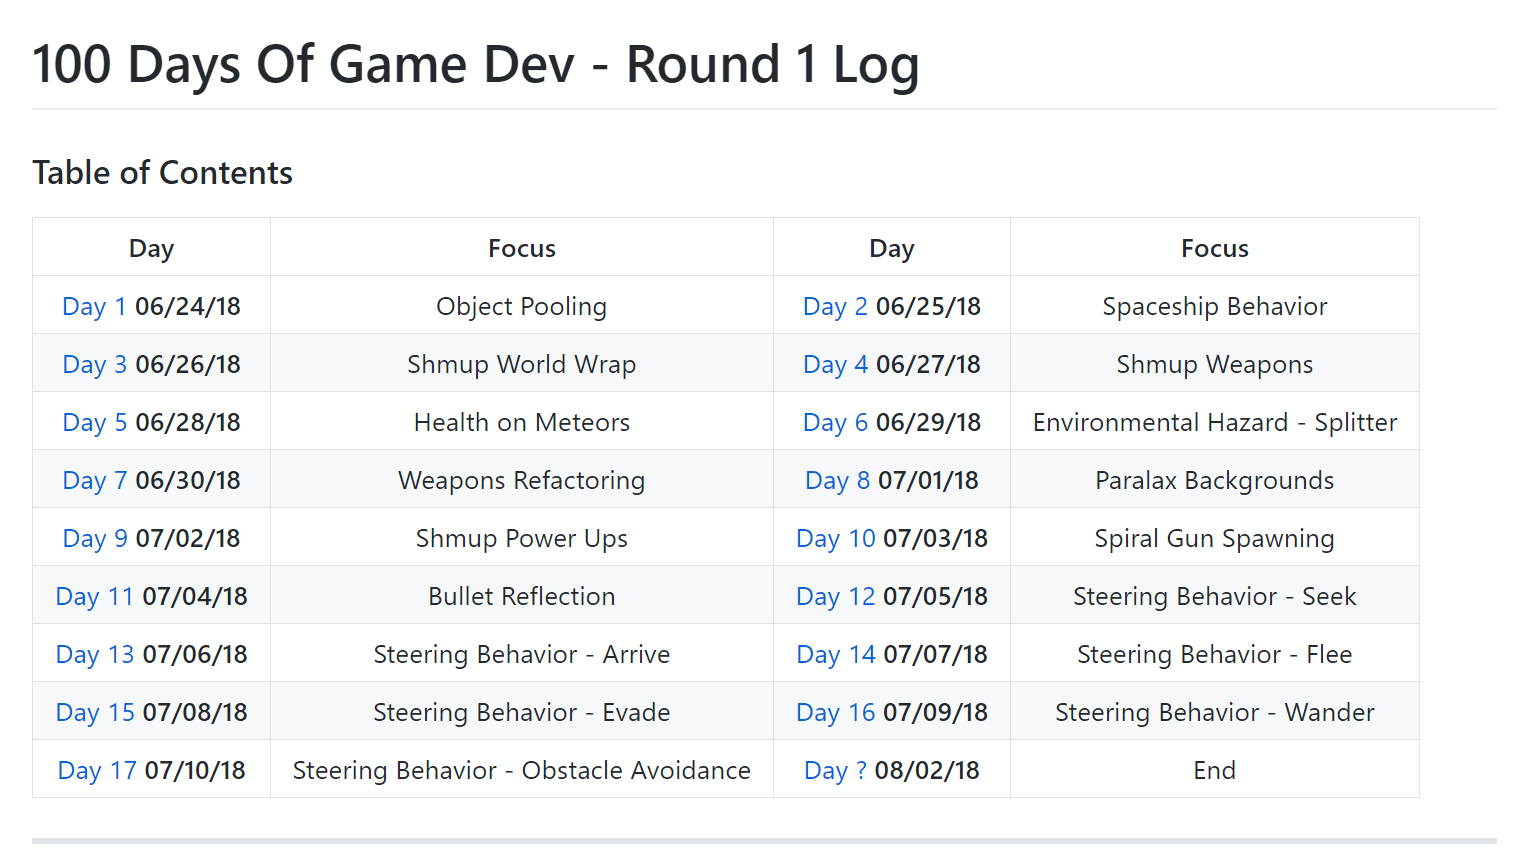 100 Days Of Game Dev - Round 1 Log
Table of Contents
Day Focus Day Focus
Day 1 06/24/18 Object Pooling Day 2 06/25/18 Spaceship Behavior
Day 3 06/26/18 Shmup World Wrap Day 4 06/27/18 Shmup Weapons
Day 5 06/28/18 Health on Meteors Day 6 06/29/18 Environmental Hazard - Splitter
Day 7 06/30/18 Weapons Refactoring Day 8 07/01/18 Paralax Backgrounds
Day 9 07/02/18 Shmup Power Ups Day 10 07/03/18 Spiral Gun Spawning
Day 11 07/04/18 Bullet Reflection Day 12 07/05/18 Steering Behavior - Seek
Day 13 07/06/18 Steering Behavior - Arrive Day 14 07/07/18 Steering Behavior - Flee
Day 15 07/08/18 Steering Behavior - Evade Day 16 07/09/18 Steering Behavior - Wander
Day 17 07/10/18 Steering Behavior - Obstacle Avoidance Day ? 08/02/18 End